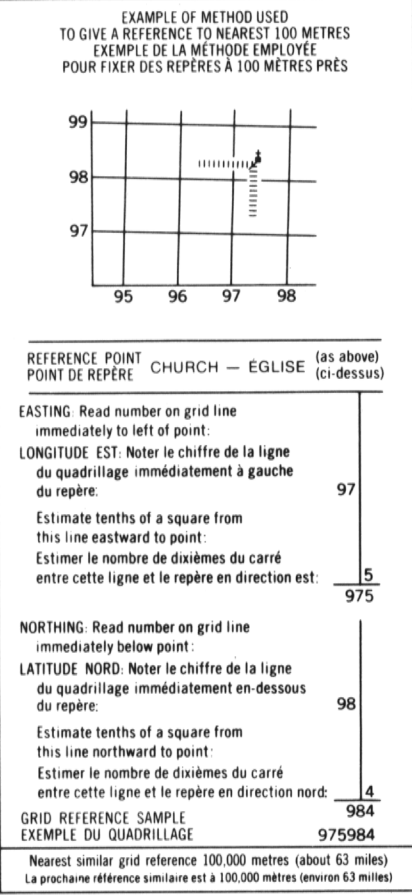 EXAMPLE OF METHOD USED
TO GIVE A REFERENCE TO NEAREST 100 METRES
EXEMPLE DE LA MÉTHODE EMPLOYÉE
POUR FIXER DES REPÈRES À 100 MÈTRES PRÈS
99
98
97
95 96 97 98
REFERENCE POINT
POINT DE REPÈRE
CHURCH — ÉGLISE
(as above)
(ci-dessus)
EASTING: Read number on grid line
immediately to left of point:
LONGITUDE EST: Noter le chiffre de la ligne
du quadrillage immédiatement à gauche
du repère: 97
Estimate tenths of a square from
this line eastward to point:
Estimer le nombre de dixièmes du carré
entre cette ligne et le repère en direction est: 5
975
NORTHING: Read number on grid line
immediately below point:
LATITUDE NORD: Noter le chiffre de la ligne
du quadrillage immédiatement en-dessous
du repère: 98
Estimate tenths of a square from
this line northward to point:
Estimer le nombre de dixièmes du carré
entre cette ligne et le repère en direction nord: 4
984
GRID REFERENCE SAMPLE
EXEMPLE DU QUADRILLAGE 975984
Nearest similar grid reference 100,000 metres (about 63 miles)
La prochaine référence similaire est à 100,000 mètres (environ 63 milles)